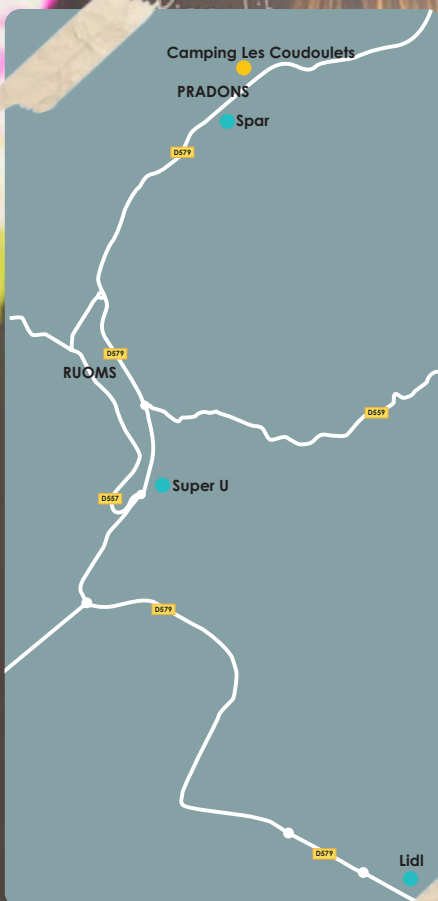 Camping Les Coudoulets
PRADONS
Spar
D579
D579
RUOMS
D559
Super U
D557
D579
D579
Lidl